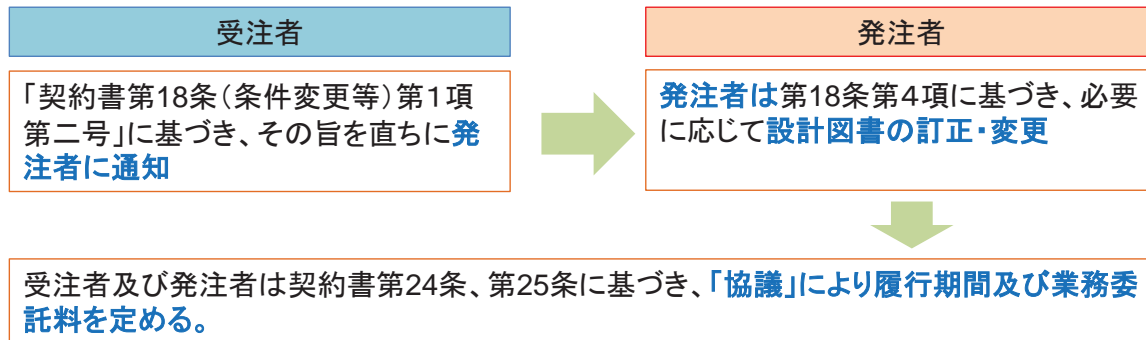 受注者
「契約書第18条（条件変更等）第１項
第二号」に基づき、その旨を直ちに発
注者に通知
発注者
発注者は第18条第４項に基づき、必要
に応じて設計図書の訂正・変更
受注者及び発注者は契約書第24条、第25条に基づき、「協議」により履行期間及び業務委
託料を定める。